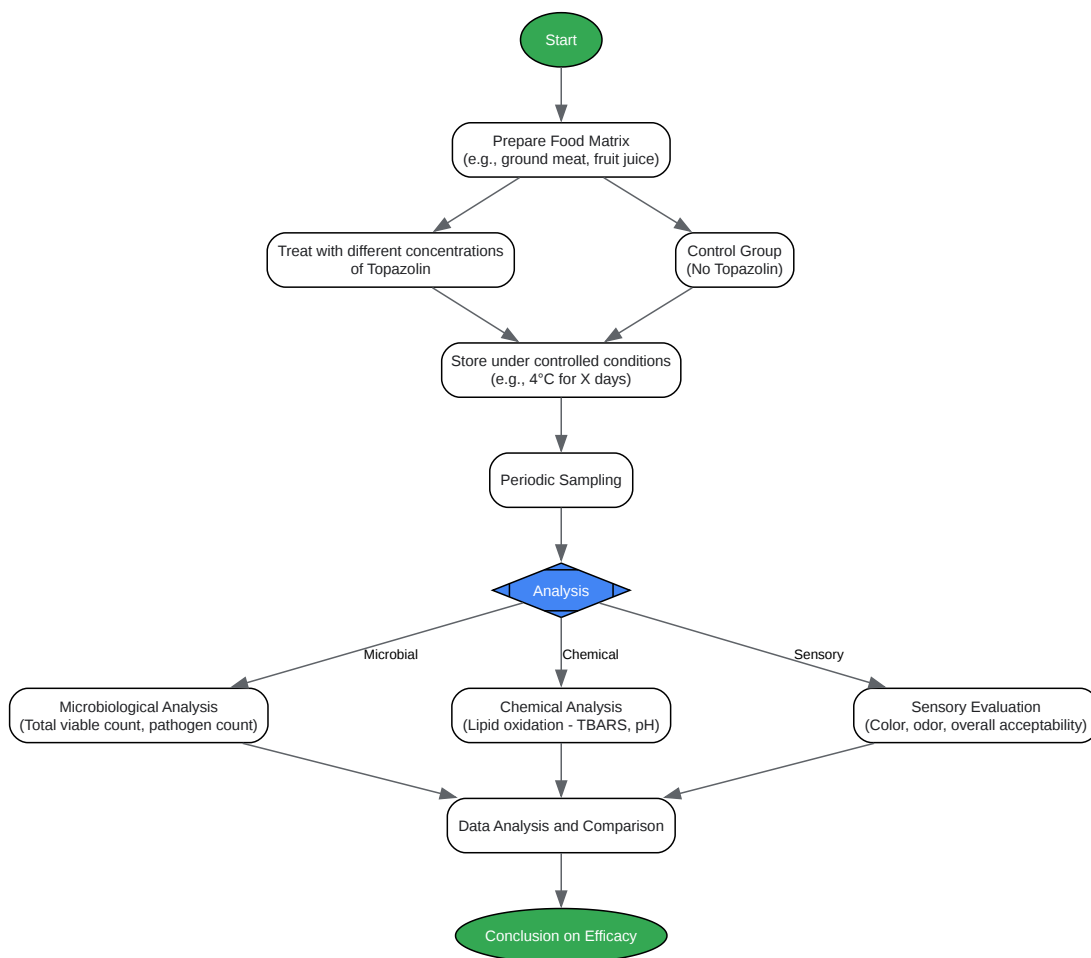 Start
Prepare Food Matrix
(e.g., ground meat, fruit juice)
Treat with different concentrations
of Topazolin
Control Group
(No Topazolin)
Store under controlled conditions
(e.g., 4°C for X days)
Periodic Sampling
Analysis
Microbial
Chemical
Sensory
Microbiological Analysis
(Total viable count, pathogen count)
Chemical Analysis
(Lipid oxidation - TBARS, pH)
Sensory Evaluation
(Color, odor, overall acceptability)
Data Analysis and Comparison
Conclusion on Efficacy